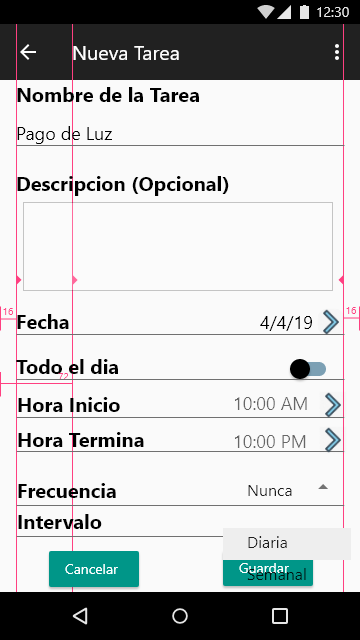 12:30
Nueva Tarea
Nombre de la Tarea
Pago de Luz
Descripcion (Opcional)
16
16
Fecha 4/4/19
Todo el dia
72
Hora Inicio 10:00 AM
Hora Termina 10:00 PM
Frecuencia Nunca
Intervalo
Diaria
Cancelar
Guardar
Semanal